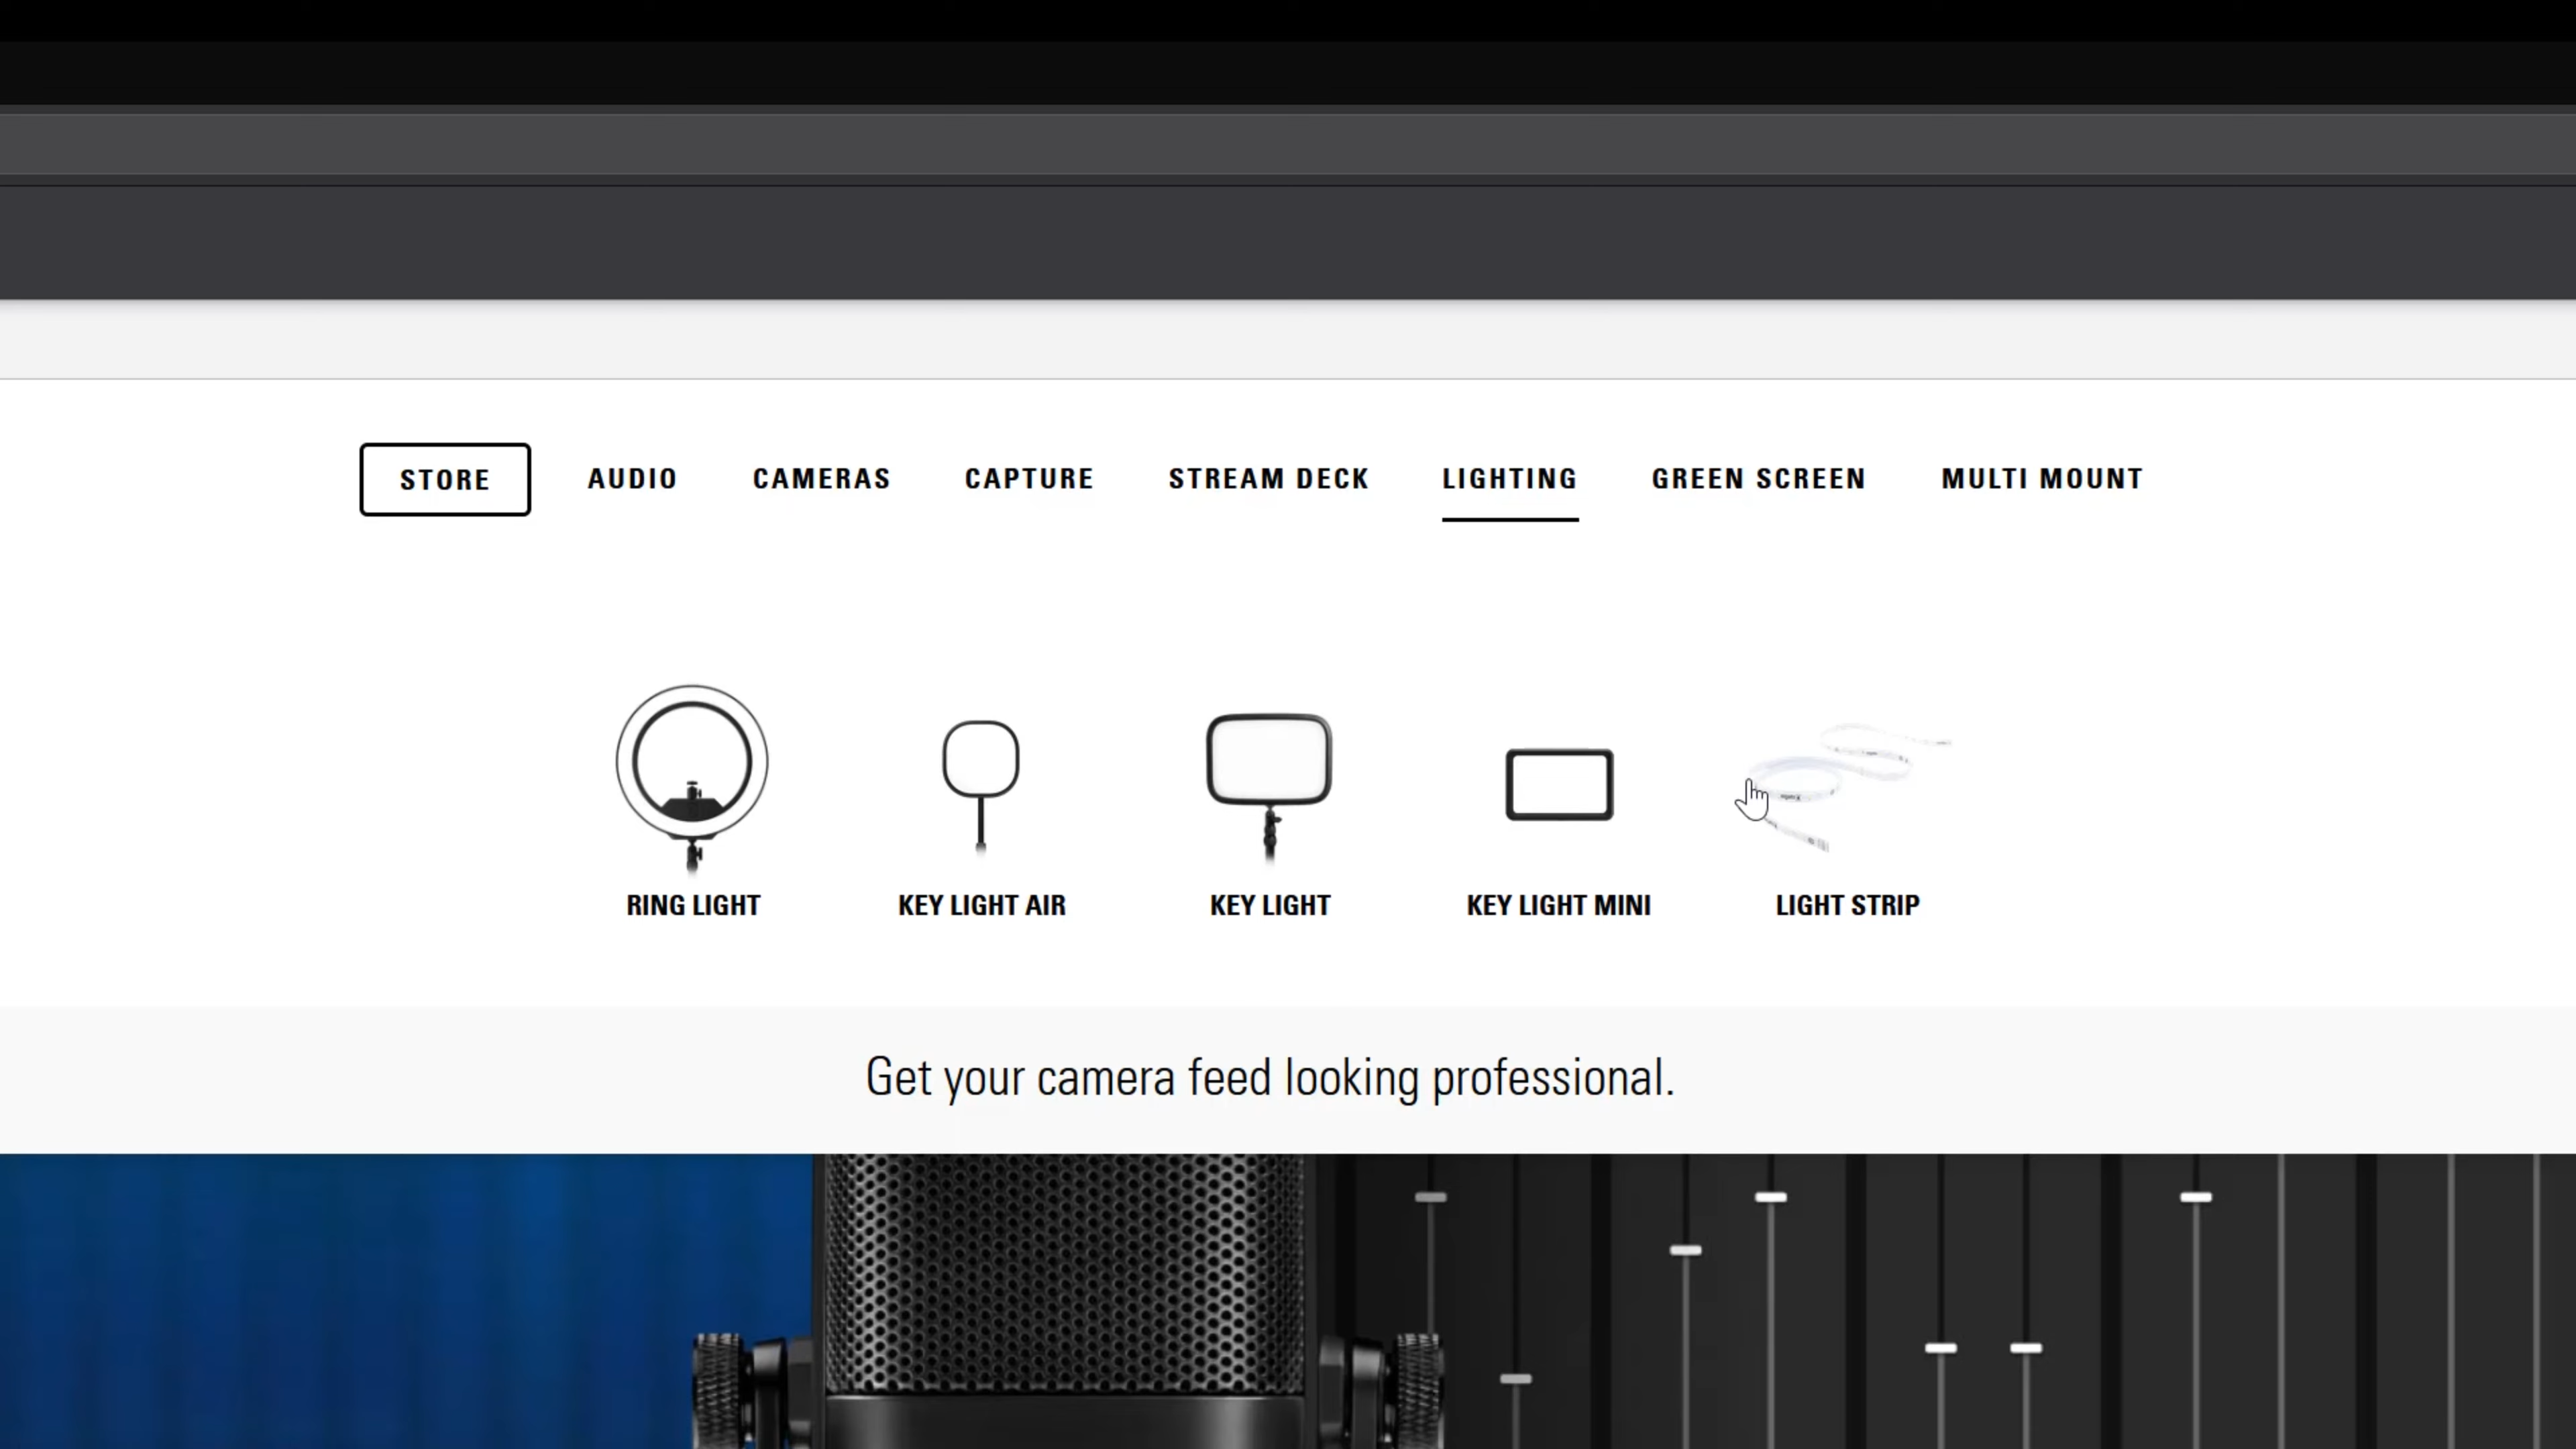 STORE AUDIO CAMERAS CAPTURE STREAM DECK LIGHTING GREEN SCREEN MULTI MOUNT
RING LIGHT KEY LIGHT AIR KEY LIGHT KEY LIGHT MINI LIGHT STRIP
Get your camera feed looking professional.